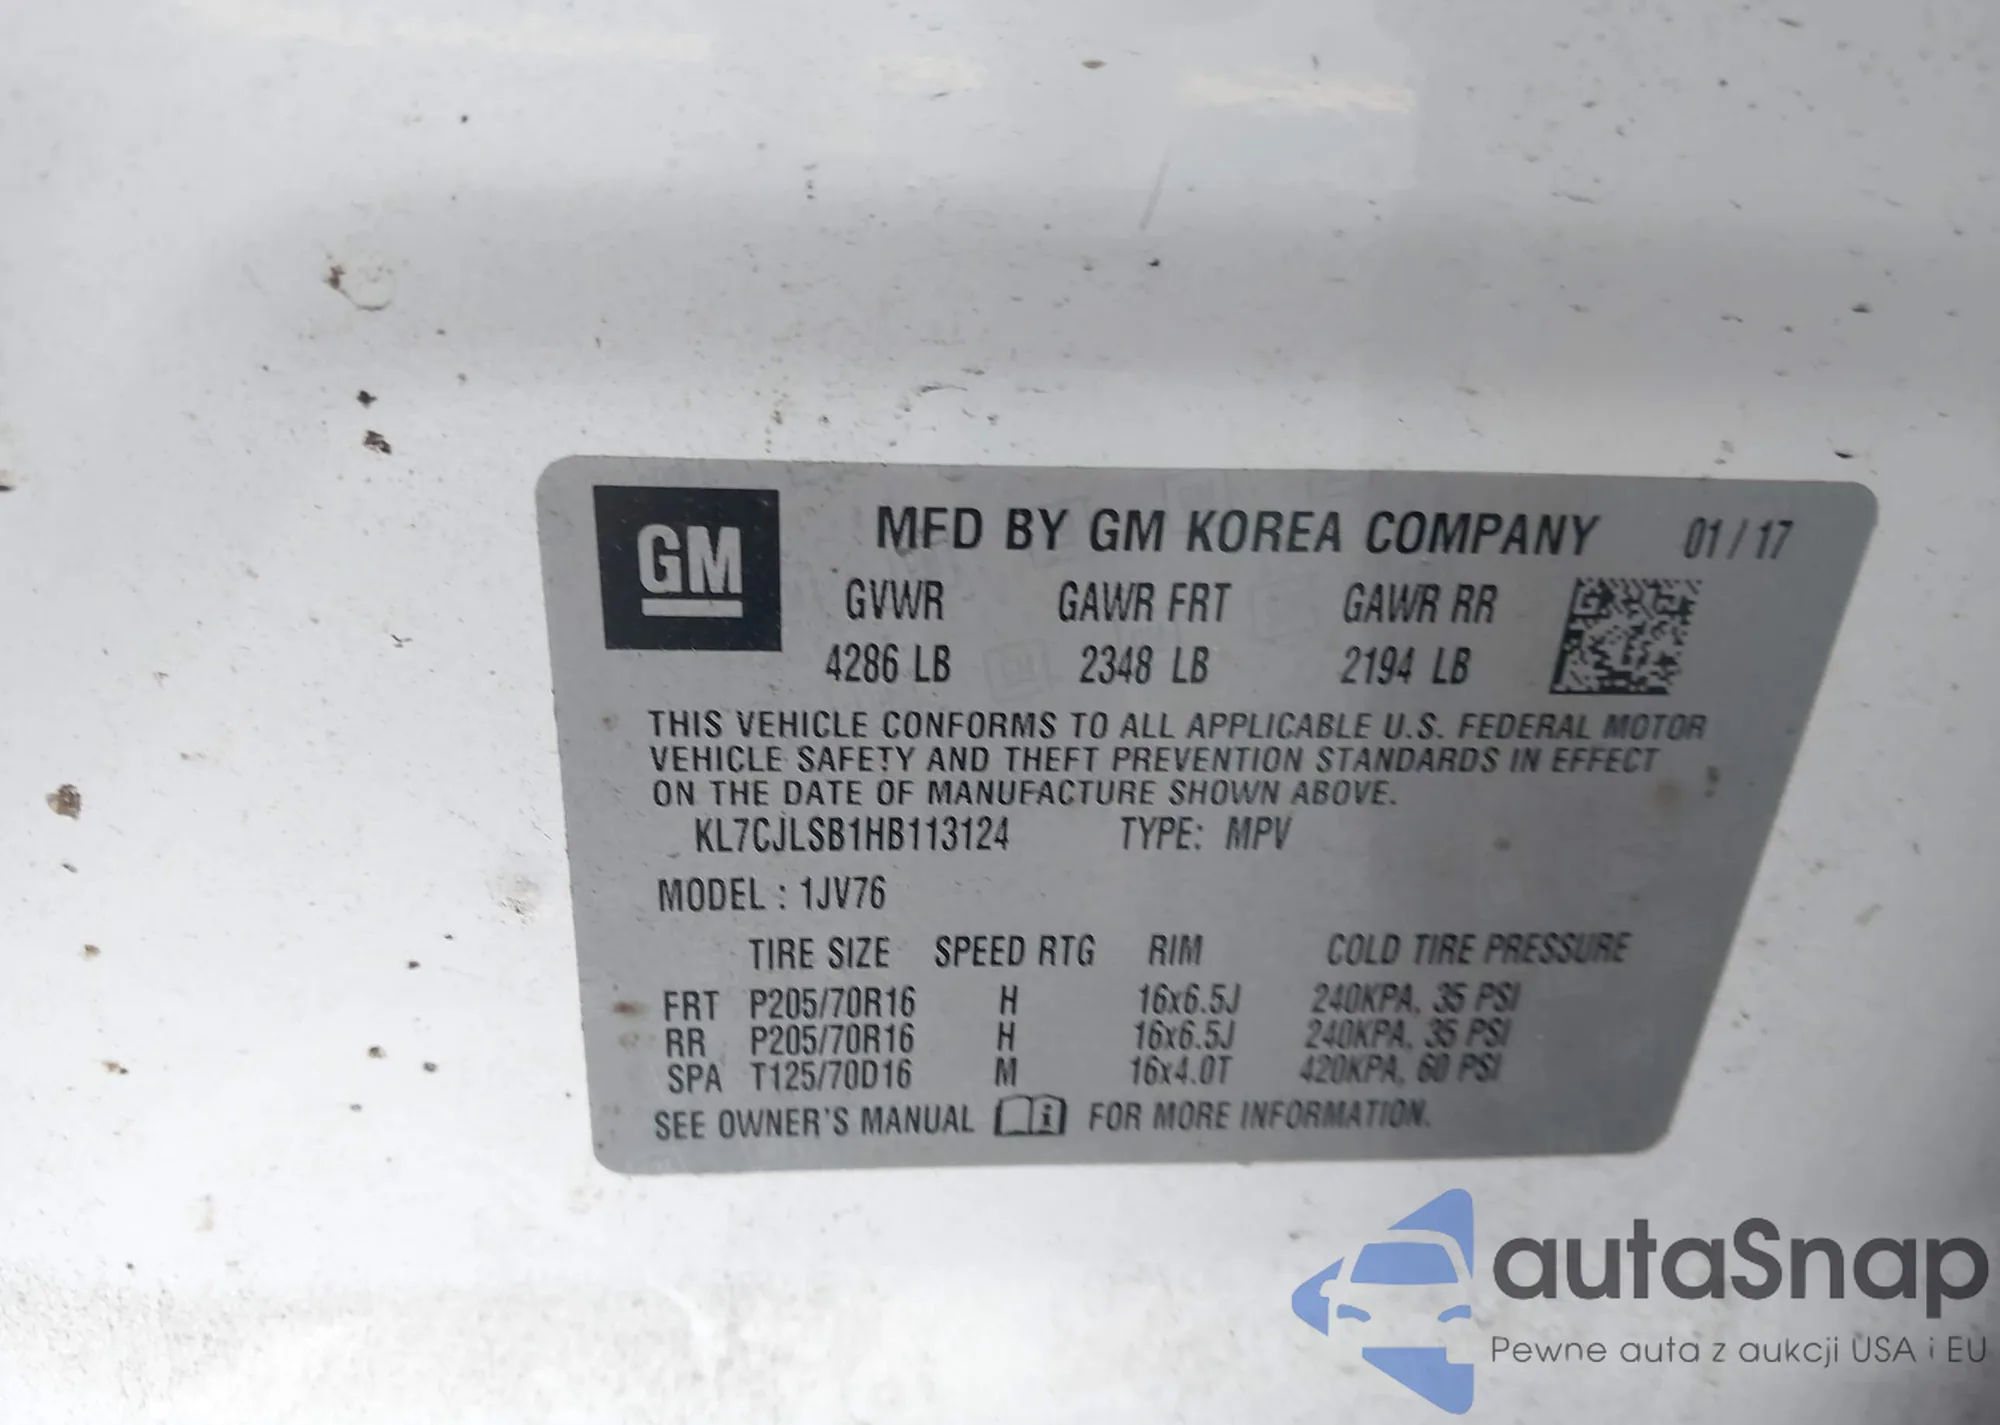 GM
MFD BY GM KOREA COMPANY 01/17
GVWR GAWR FRT GAWR RR
4286 LB 2348 LB 2194 LB
THIS VEHICLE CONFORMS TO ALL APPLICABLE U.S. FEDERAL MOTOR
VEHICLE SAFETY AND THEFT PREVENTION STANDARDS IN EFFECT
ON THE DATE OF MANUFACTURE SHOWN ABOVE.
KL7CJLSB1HB113124 TYPE: MPV
MODEL : 1JV76
TIRE SIZE SPEED RTG RIM COLD TIRE PRESSURE
FRT P205/70R16 H 16x6.5J 240KPA, 35 PSI
RR P205/70R16 H 16x6.5J 240KPA, 35 PSI
SPA T125/70D16 M 16x4.0T 420KPA, 60 PSI
SEE OWNER'S MANUAL i FOR MORE INFORMATION.
autaSnap
Pewne auta z aukcji USA i EU